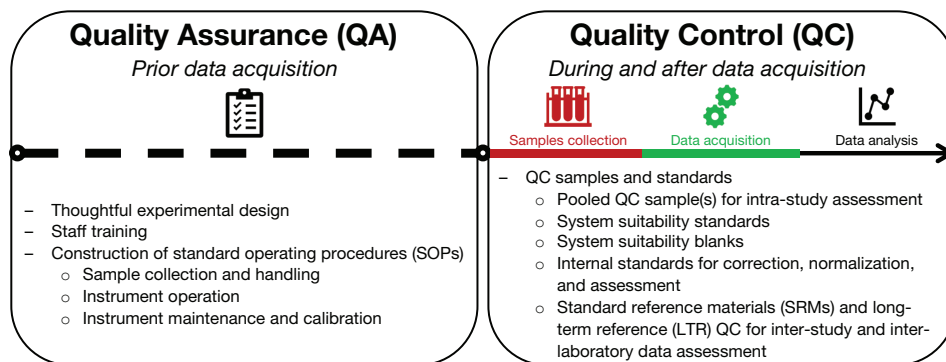 Quality Assurance (QA)
Prior data acquisition
– Thoughtful experimental design
– Staff training
– Construction of standard operating procedures (SOPs)
o Sample collection and handling
o Instrument operation
o Instrument maintenance and calibration
Quality Control (QC)
During and after data acquisition
Samples collection
Data acquisition
Data analysis
– QC samples and standards
o Pooled QC sample(s) for intra-study assessment
o System suitability standards
o System suitability blanks
o Internal standards for correction, normalization,
and assessment
o Standard reference materials (SRMs) and long-
term reference (LTR) QC for inter-study and inter-
laboratory data assessment